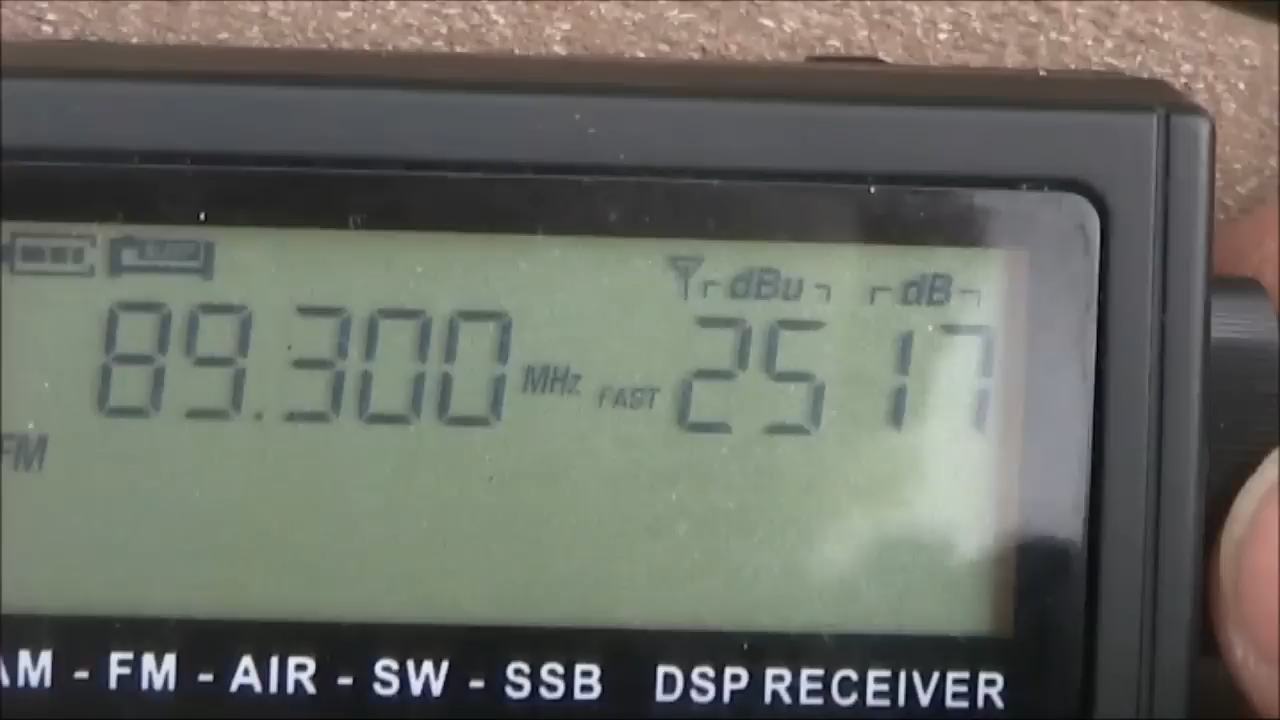 dBu dB
89.300 MHz FAST 25 17
FM
AM - FM - AIR - SW - SSB DSP RECEIVER